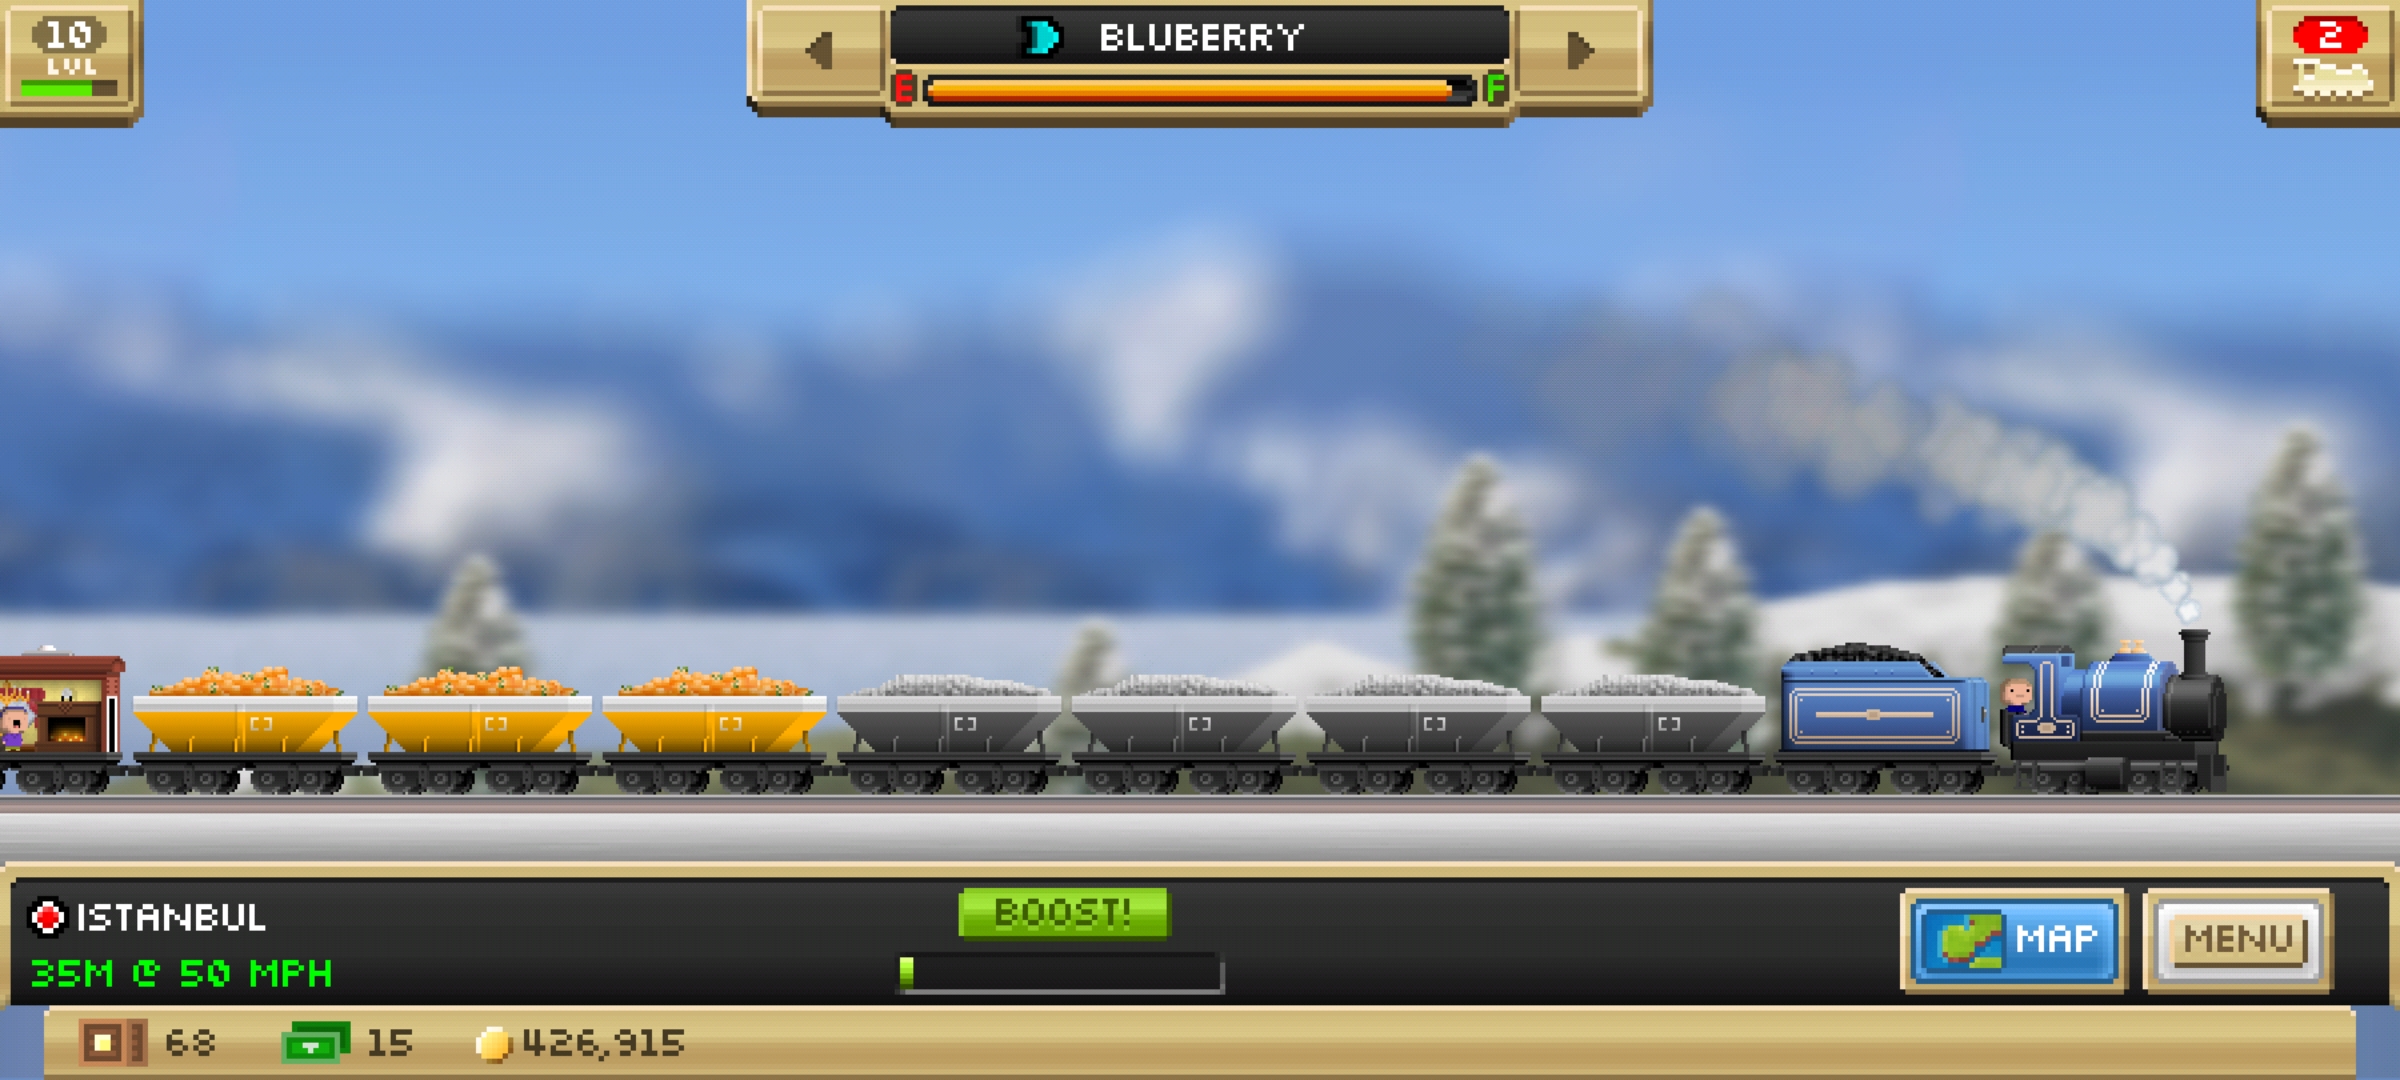 10
LVL
BLUBERRY
E F
2
ISTANBUL
35M @ 50 MPH
BOOST!
MAP
MENU
68
15
426,915